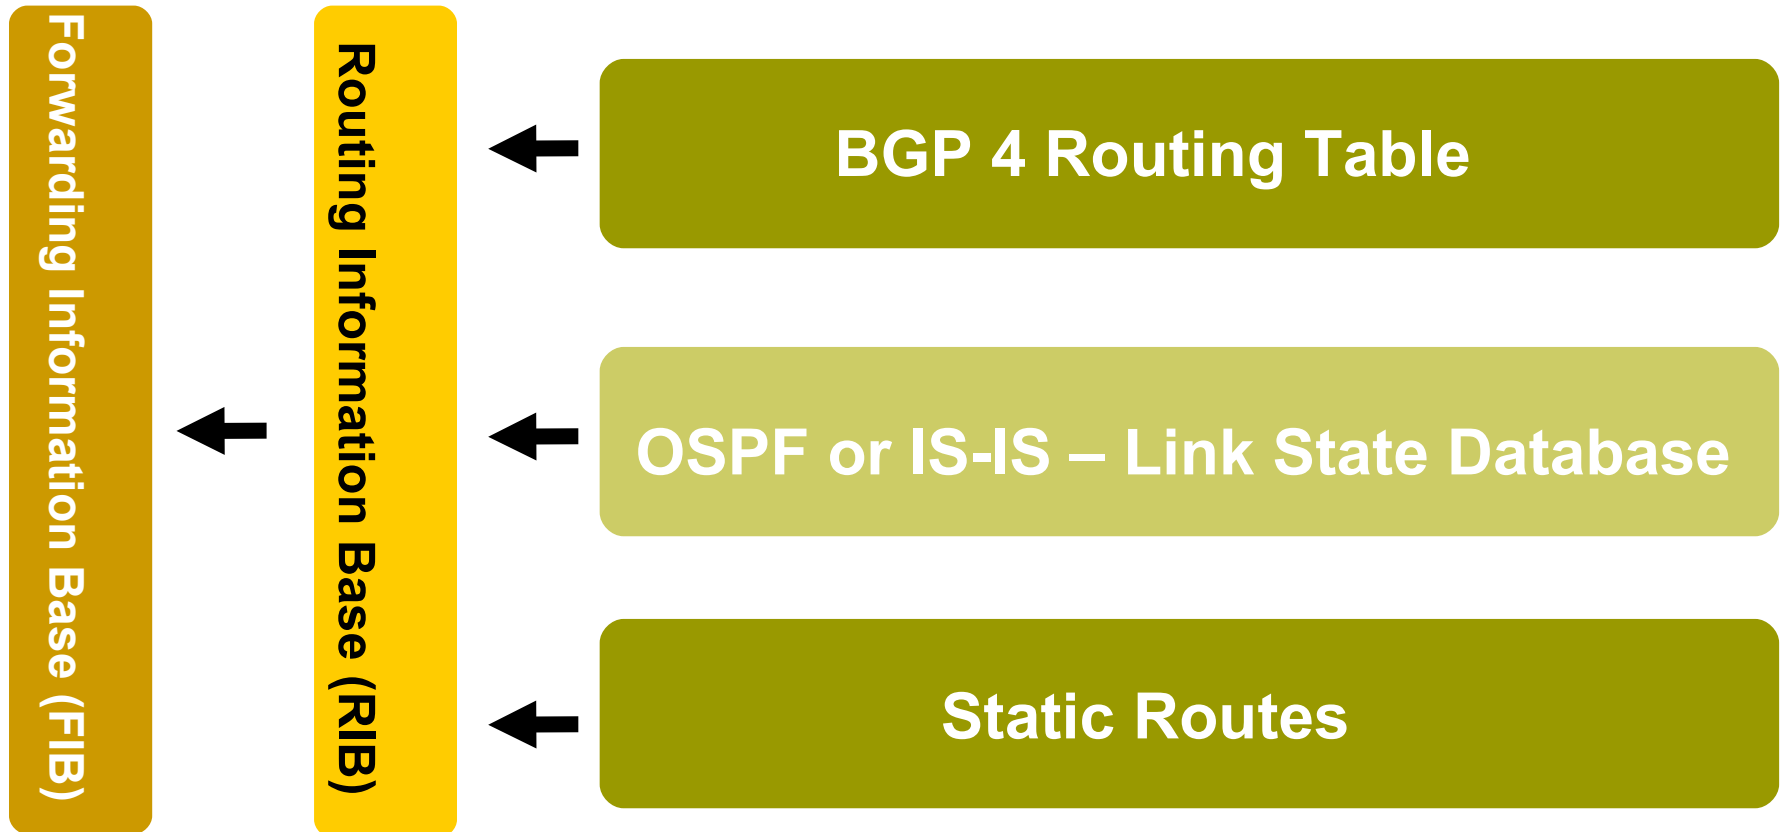 Forwarding Information Base (FIB)
Routing Information Base (RIB)
BGP 4 Routing Table
OSPF or IS-IS – Link State Database
Static Routes